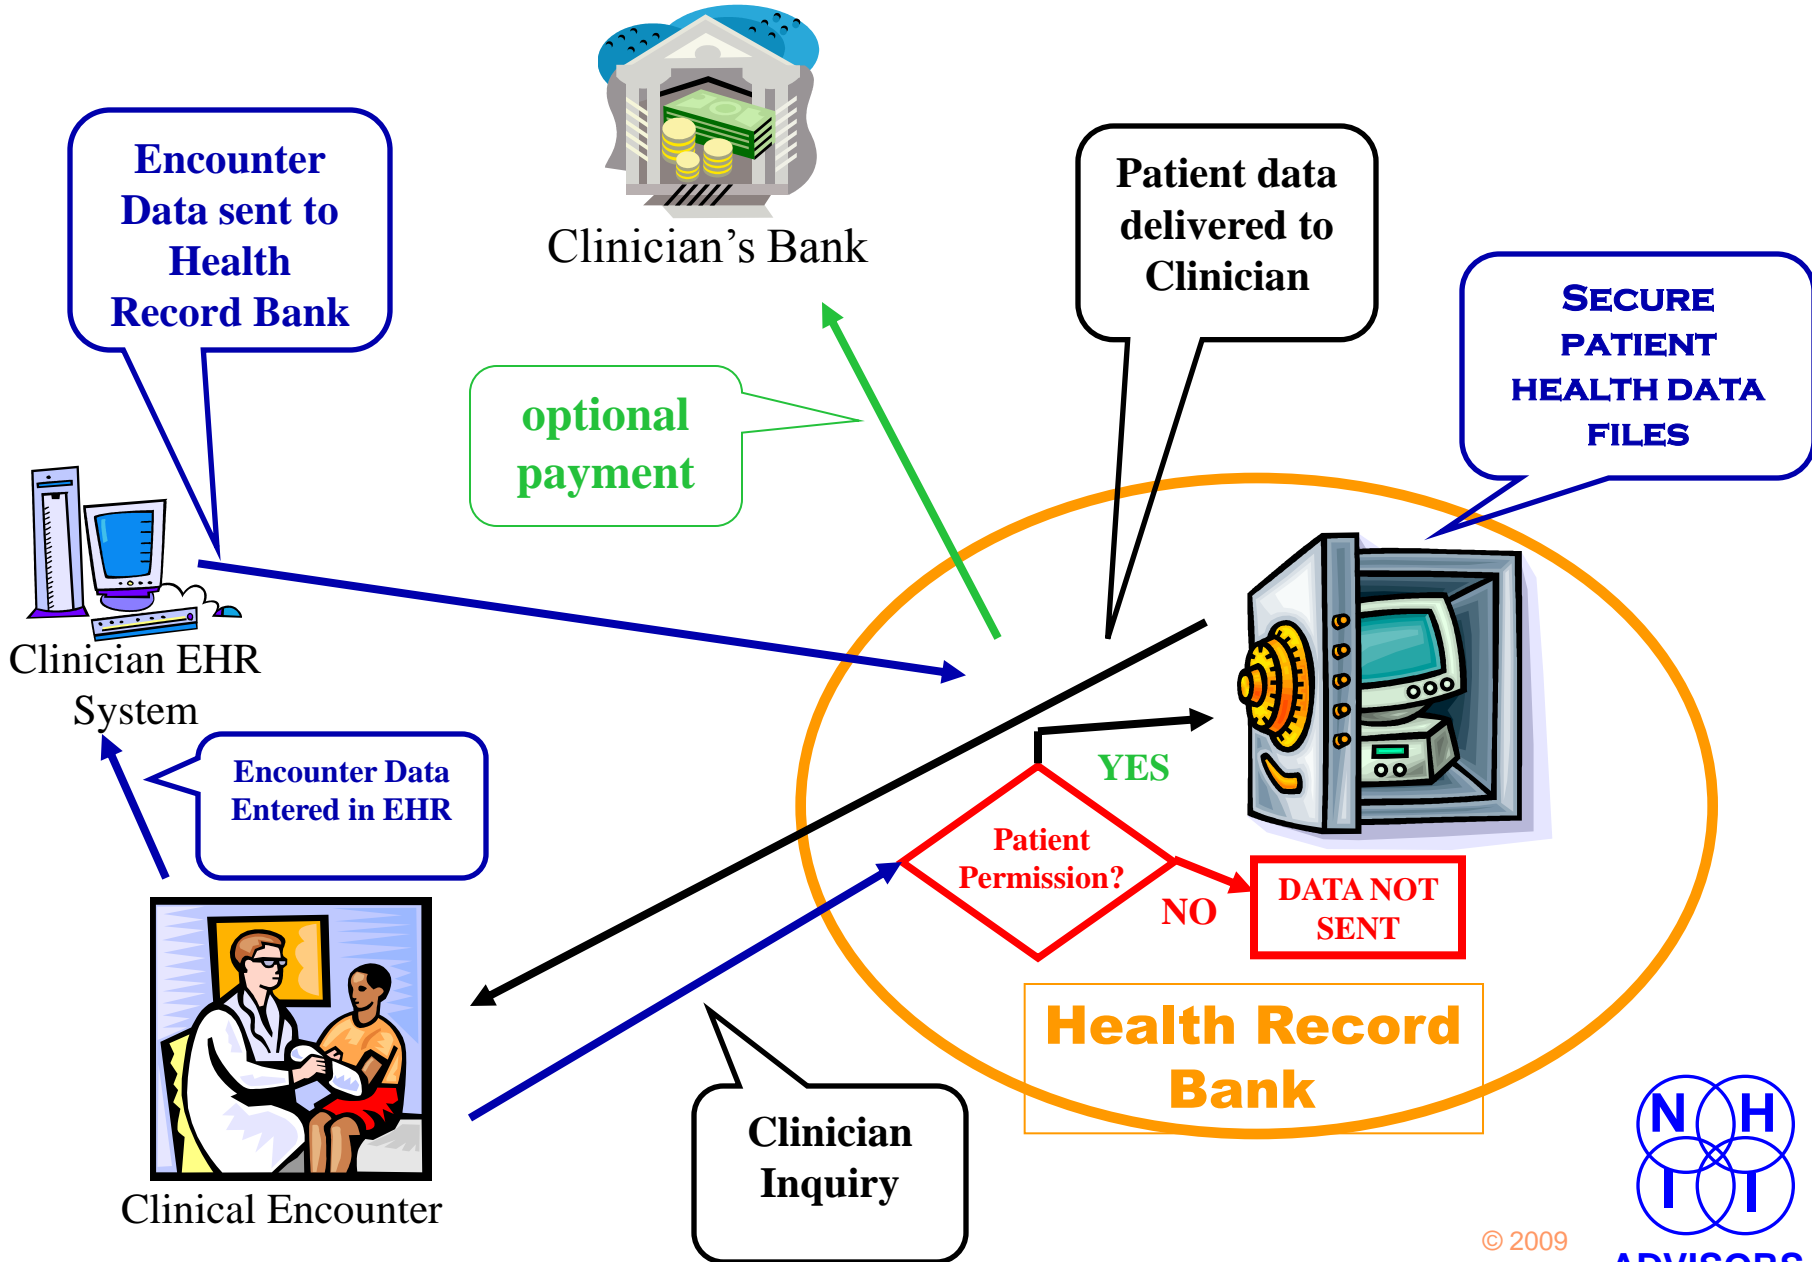 Encounter
Data sent to
Health
Record Bank
Clinician’s Bank
Patient data
delivered to
Clinician
SECURE
PATIENT
HEALTH DATA
FILES
optional
payment
Clinician EHR
System
Encounter Data
Entered in EHR
YES
Patient
Permission?
NO
DATA NOT
SENT
Health Record
Bank
Clinician
Inquiry
Clinical Encounter
© 2009
N H
I I
ADVISORS